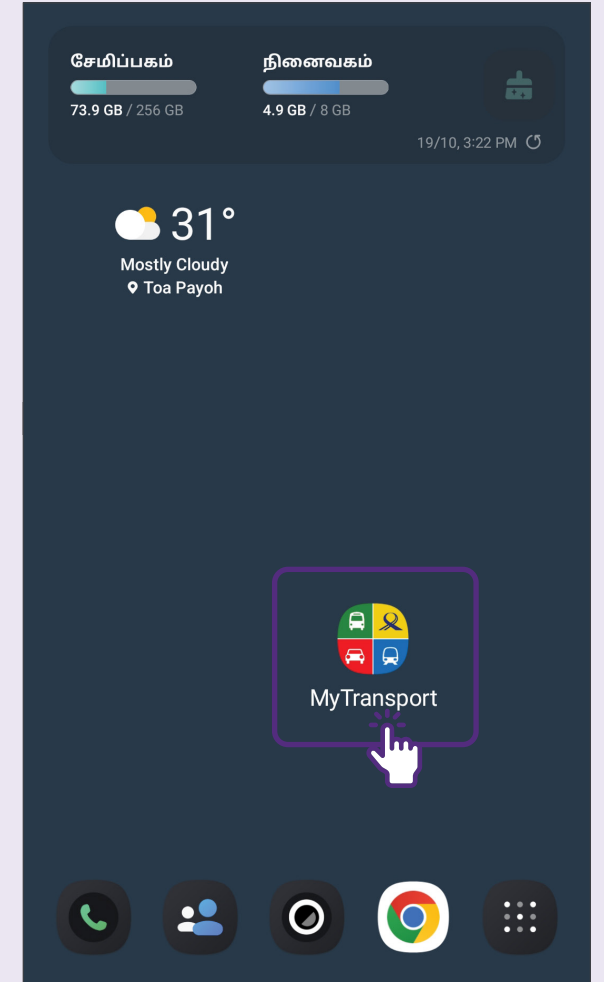 சேமிப்பகம் நினைவகம்
73.9 GB / 256 GB 4.9 GB / 8 GB
19/10, 3:22 PM
31°
Mostly Cloudy
Toa Payoh
MyTransport